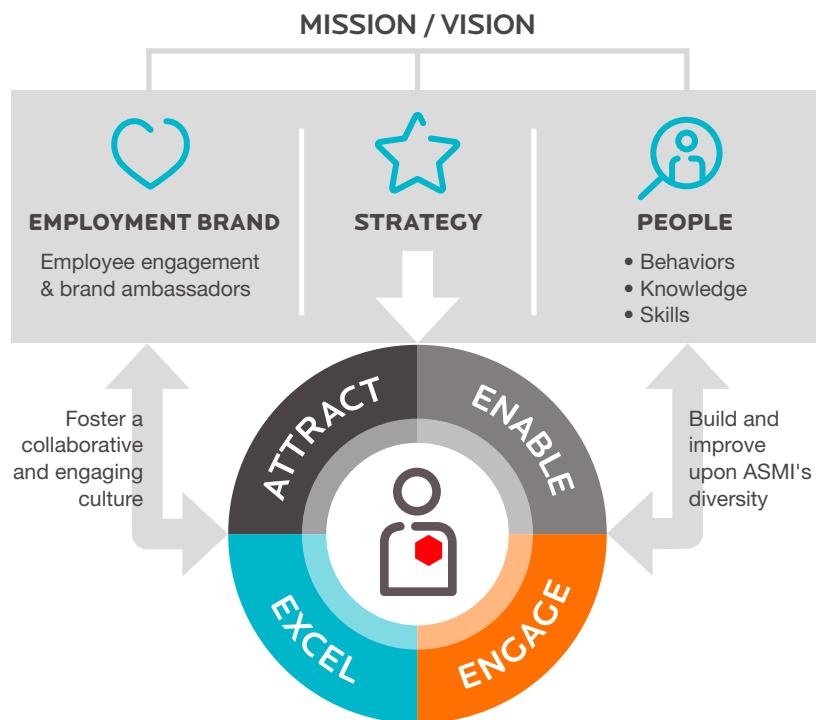 MISSION / VISION
EMPLOYMENT BRAND
Employee engagement
& brand ambassadors
STRATEGY
PEOPLE
• Behaviors
• Knowledge
• Skills
Foster a
collaborative
and engaging
culture
ATTRACT
ENABLE
EXCEL
ENGAGE
Build and
improve
upon ASMI's
diversity